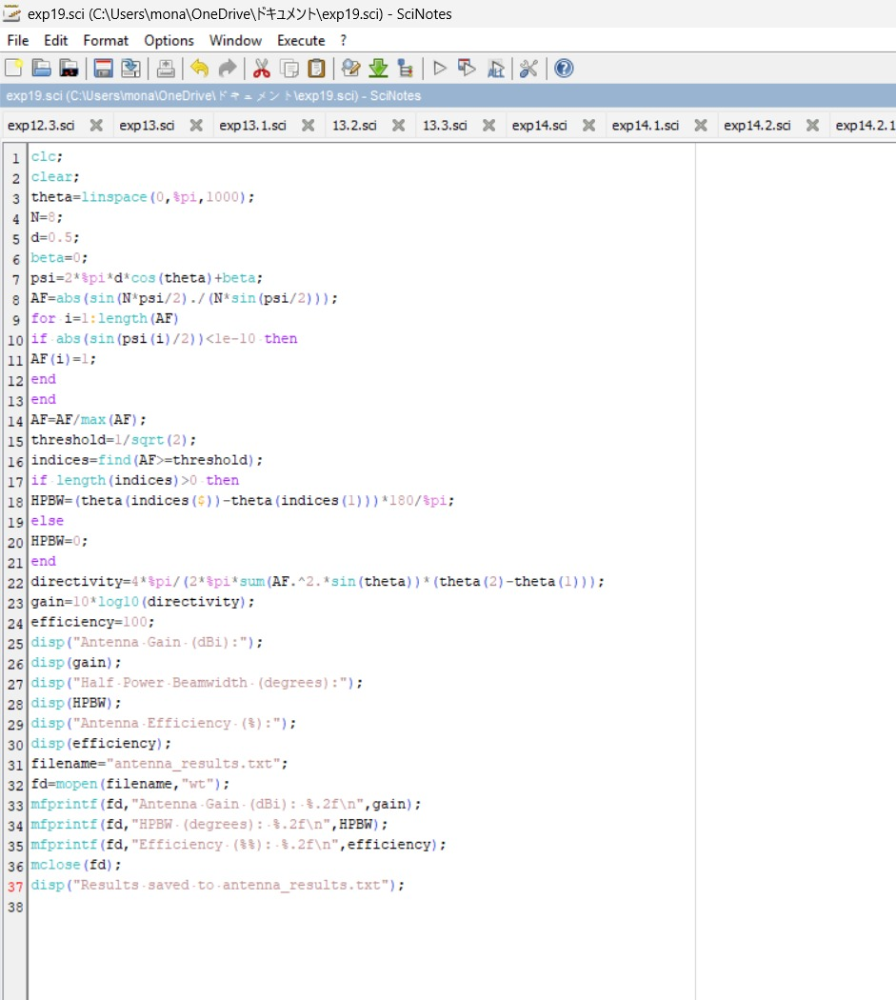 exp19.sci (C:\Users\mona\OneDrive\ドキュメント\exp19.sci) - SciNotes
File Edit Format Options Window Execute ?
exp19.sci (C:\Users\mona\OneDrive\ドキュメント\exp19.sci) - SciNotes
exp12.3.sci exp13.sci exp13.1.sci 13.2.sci 13.3.sci exp14.sci exp14.1.sci exp14.2.sci exp14.2.1
1 clc;
2 clear;
3 theta=linspace(0,%pi,1000);
4 N=8;
5 d=0.5;
6 beta=0;
7 psi=2*%pi*d*cos(theta)+beta;
8 AF=abs(sin(N*psi/2)./(N*sin(psi/2)));
9 for i=1:length(AF)
10 if abs(sin(psi(i)/2))<1e-10 then
11 AF(i)=1;
12 end
13 end
14 AF=AF/max(AF);
15 threshold=1/sqrt(2);
16 indices=find(AF>=threshold);
17 if length(indices)>0 then
18 HPBW=(theta(indices($))-theta(indices(1)))*180/%pi;
19 else
20 HPBW=0;
21 end
22 directivity=4*%pi/(2*%pi*sum(AF.^2.*sin(theta))*(theta(2)-theta(1)));
23 gain=10*log10(directivity);
24 efficiency=100;
25 disp("Antenna Gain (dBi):");
26 disp(gain);
27 disp("Half Power Beamwidth (degrees):");
28 disp(HPBW);
29 disp("Antenna Efficiency (%):");
30 disp(efficiency);
31 filename="antenna_results.txt";
32 fd=mopen(filename,"wt");
33 mfprintf(fd,"Antenna Gain (dBi): %.2f\n",gain);
34 mfprintf(fd,"HPBW (degrees): %.2f\n",HPBW);
35 mfprintf(fd,"Efficiency (%%): %.2f\n",efficiency);
36 mclose(fd);
37 disp("Results saved to antenna_results.txt");
38